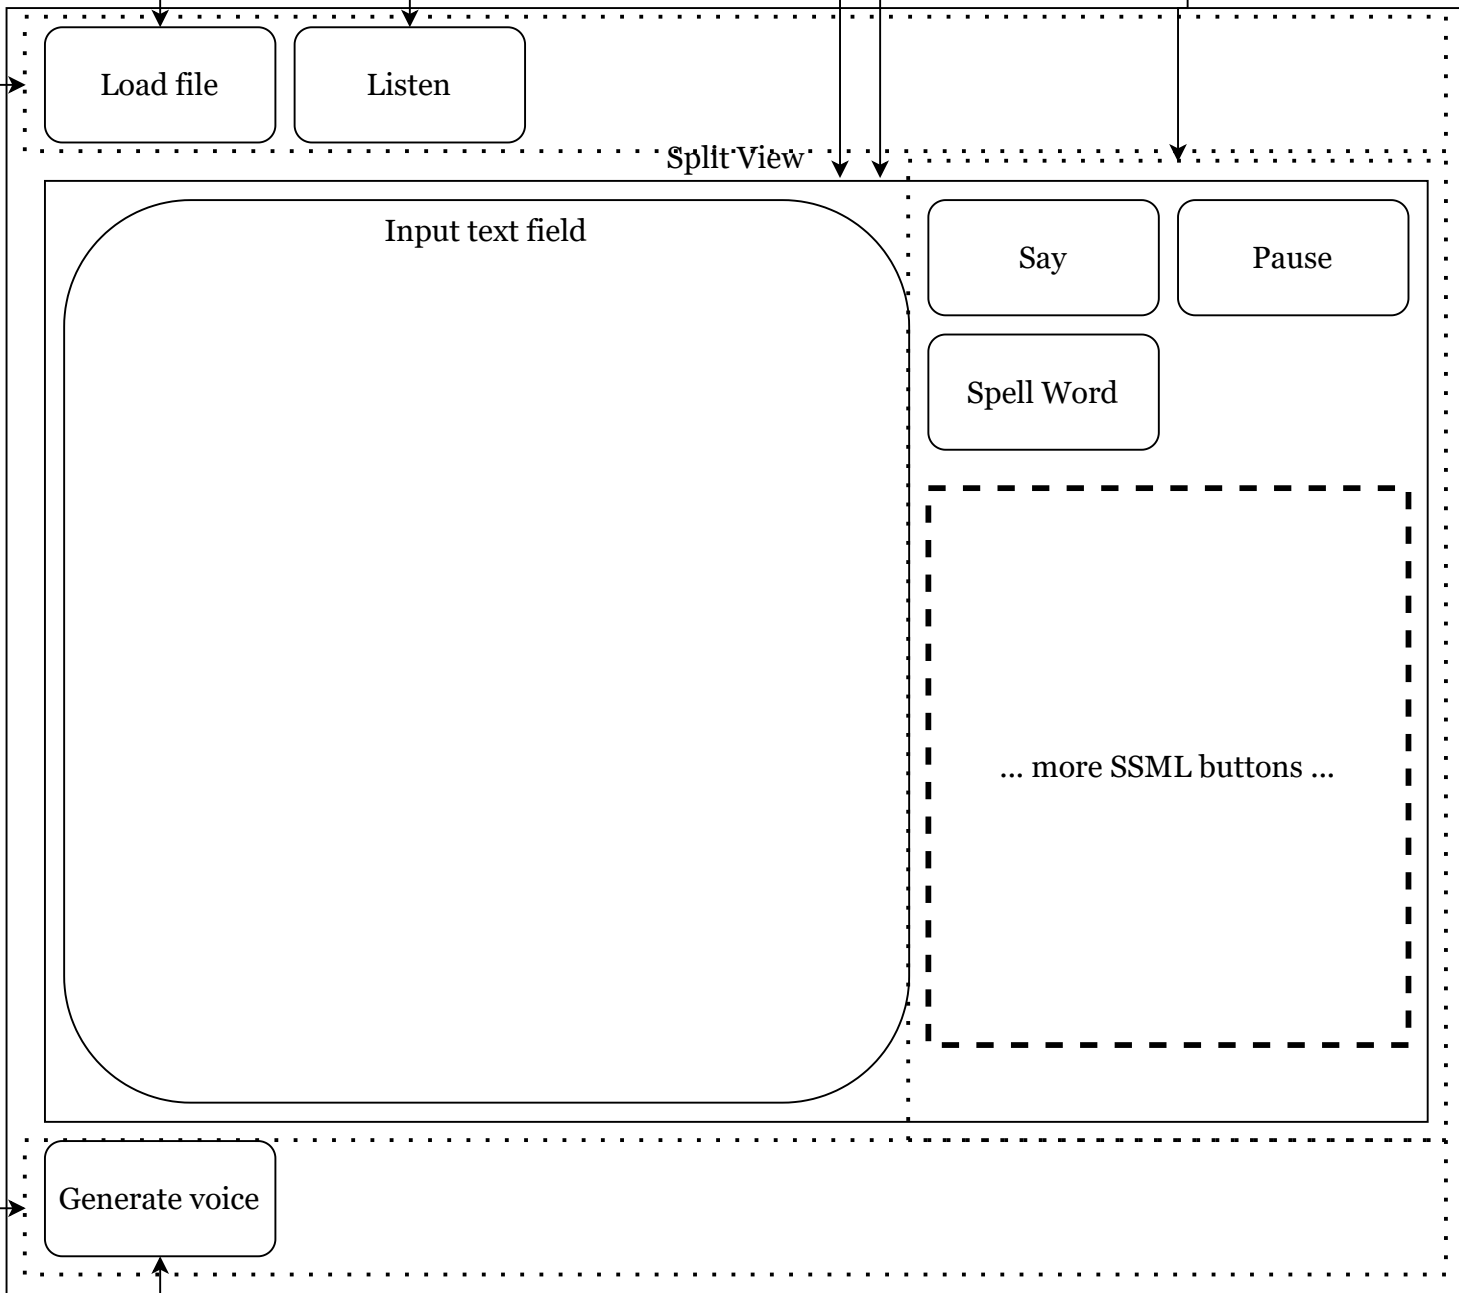 Load file
Listen
Split View
Input text field
Say
Pause
Spell Word
... more SSML buttons ...
Generate voice